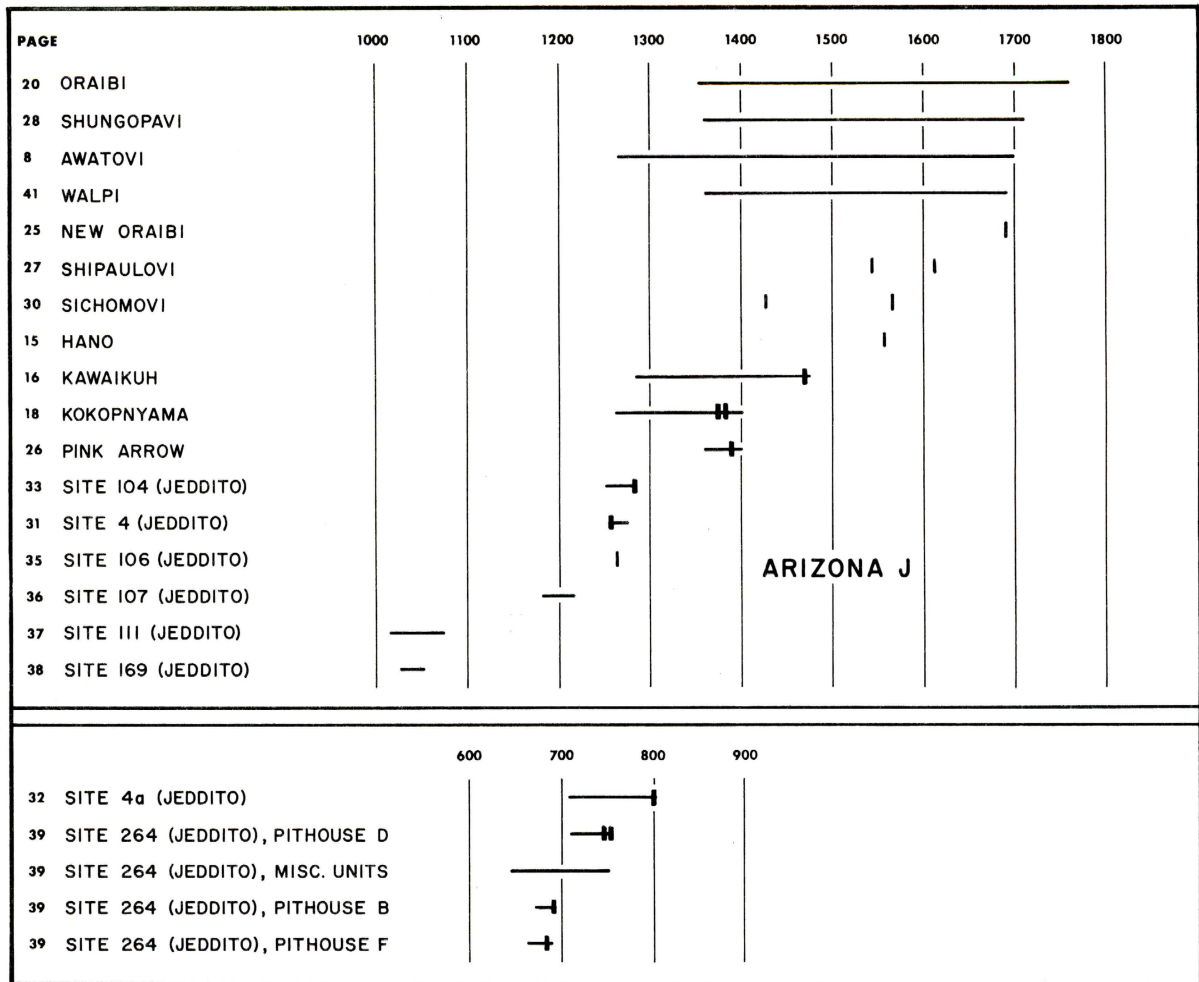 PAGE 1000 1100 1200 1300 1400 1500 1600 1700 1800
20 ORAIBI
28 SHUNGOPAVI
8 AWATOVI
41 WALPI
25 NEW ORAIBI
27 SHIPAULOVI
30 SICHOMOVI
15 HANO
16 KAWAIKUH
18 KOKOPNYAMA
26 PINK ARROW
33 SITE 104 (JEDDITO)
31 SITE 4 (JEDDITO)
35 SITE 106 (JEDDITO)
ARIZONA J
36 SITE 107 (JEDDITO)
37 SITE 111 (JEDDITO)
38 SITE 169 (JEDDITO)
600 700 800 900
32 SITE 4a (JEDDITO)
39 SITE 264 (JEDDITO), PITHOUSE D
39 SITE 264 (JEDDITO), MISC. UNITS
39 SITE 264 (JEDDITO), PITHOUSE B
39 SITE 264 (JEDDITO), PITHOUSE F